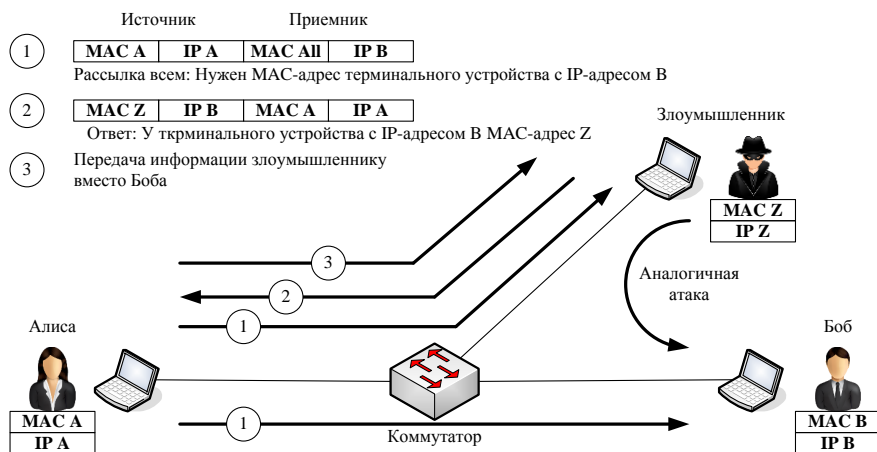 Источник Приемник
1 MAC A IP A MAC All IP B
Рассылка всем: Нужен MAC-адрес терминального устройства с IP-адресом B
2 MAC Z IP B MAC A IP A
Ответ: У ткрминального устройства с IP-адресом B MAC-адрес Z
3 Передача информации злоумышленнику
вместо Боба
Злоумышленник
MAC Z
IP Z
3
2
1
Аналогичная
атака
Алиса
MAC A
IP A
1
Коммутатор
Боб
MAC B
IP B